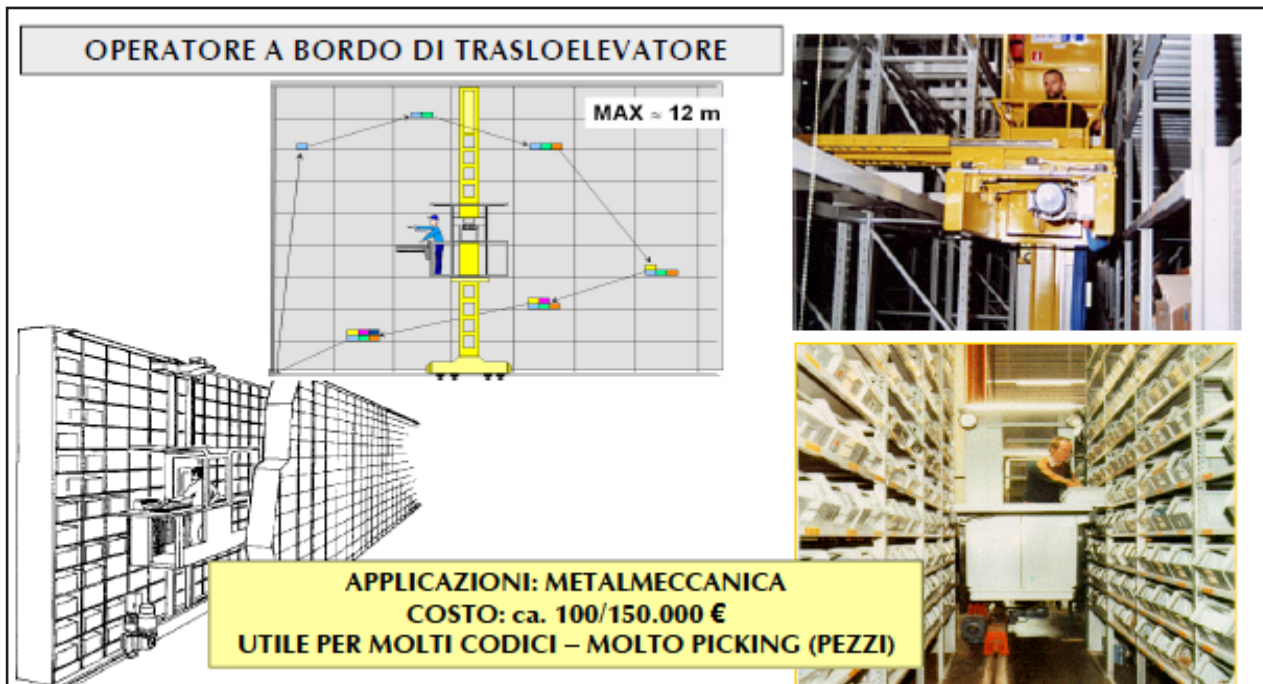 OPERATORE A BORDO DI TRASLOELEVATORE
MAX ≈ 12 m
APPLICAZIONI: METALMECCANICA
COSTO: ca. 100/150.000 €
UTILE PER MOLTI CODICI – MOLTO PICKING (PEZZI)